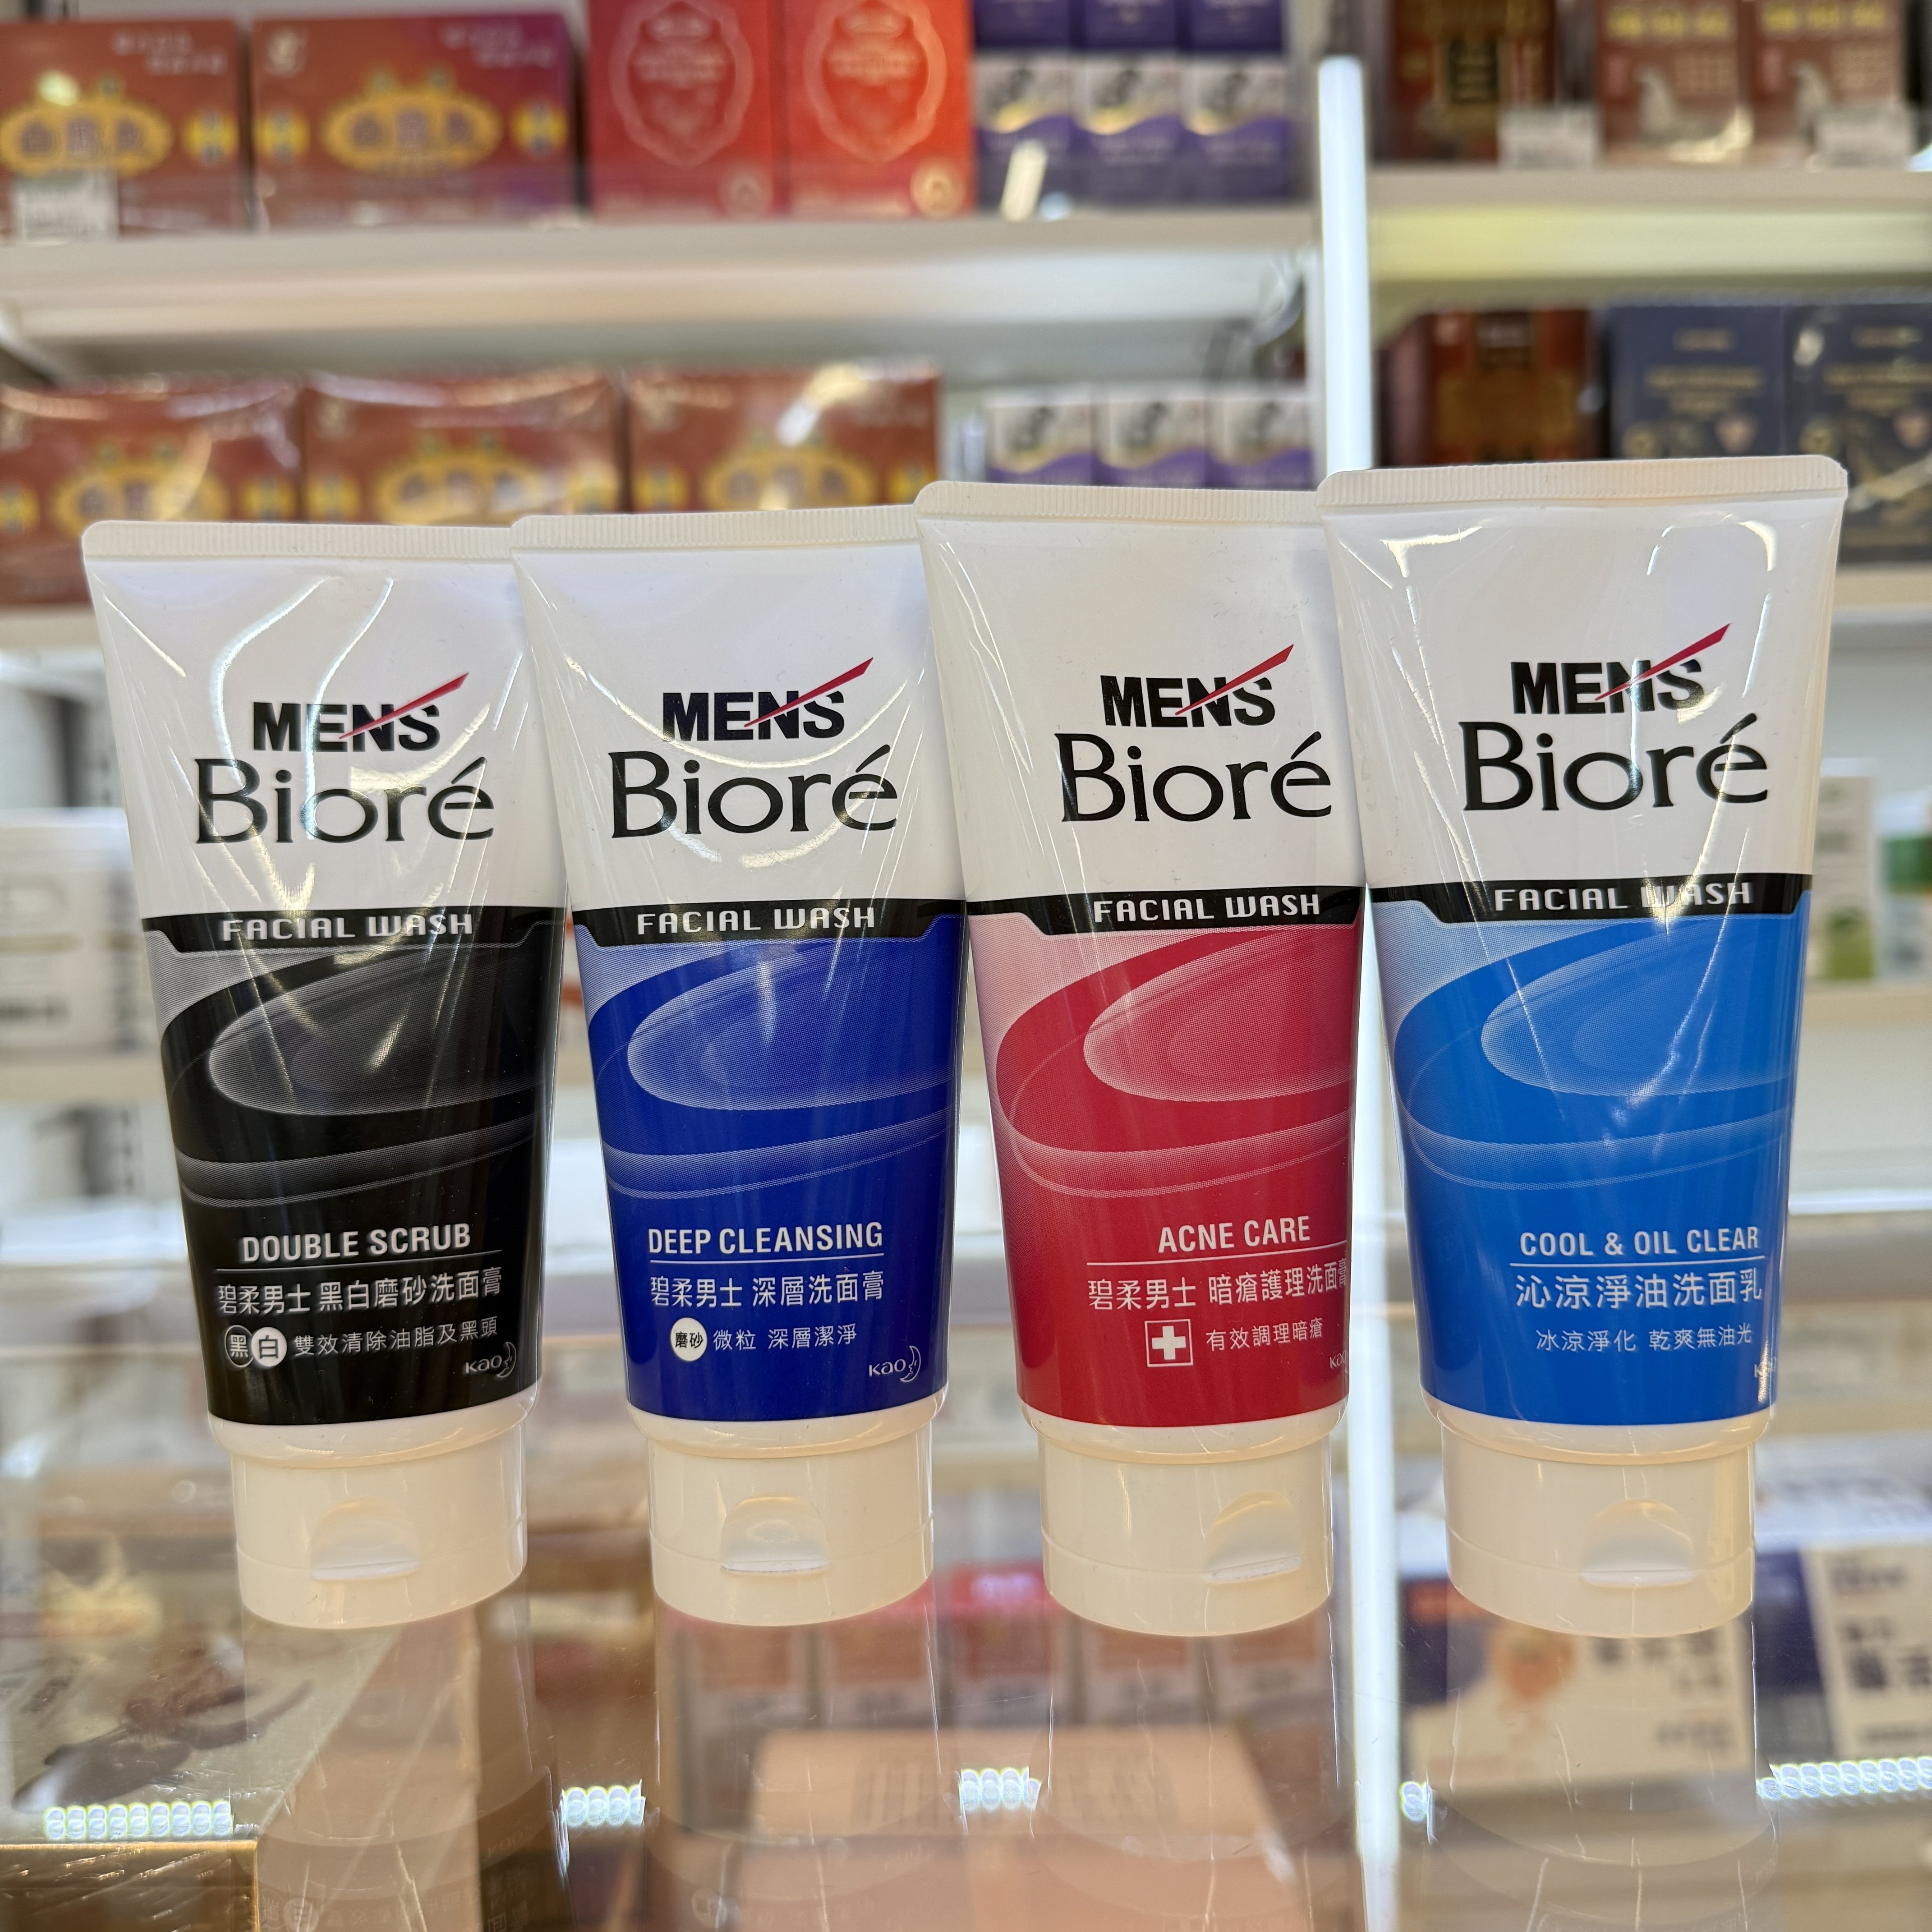 MENS
Bioré
FACIAL WASH
DOUBLE SCRUB
碧柔男士 黑白磨砂洗面膏
黑 白 雙效清除油脂及黑頭
Kao
MENS
Bioré
FACIAL WASH
DEEP CLEANSING
碧柔男士 深層洗面膏
磨砂 微粒 深層潔淨
Kao
MENS
Bioré
FACIAL WASH
ACNE CARE
碧柔男士 暗瘡護理洗面膏
有效調理暗瘡
MENS
Bioré
FACIAL WASH
COOL & OIL CLEAR
沁涼淨油洗面乳
冰涼淨化 乾爽無油光